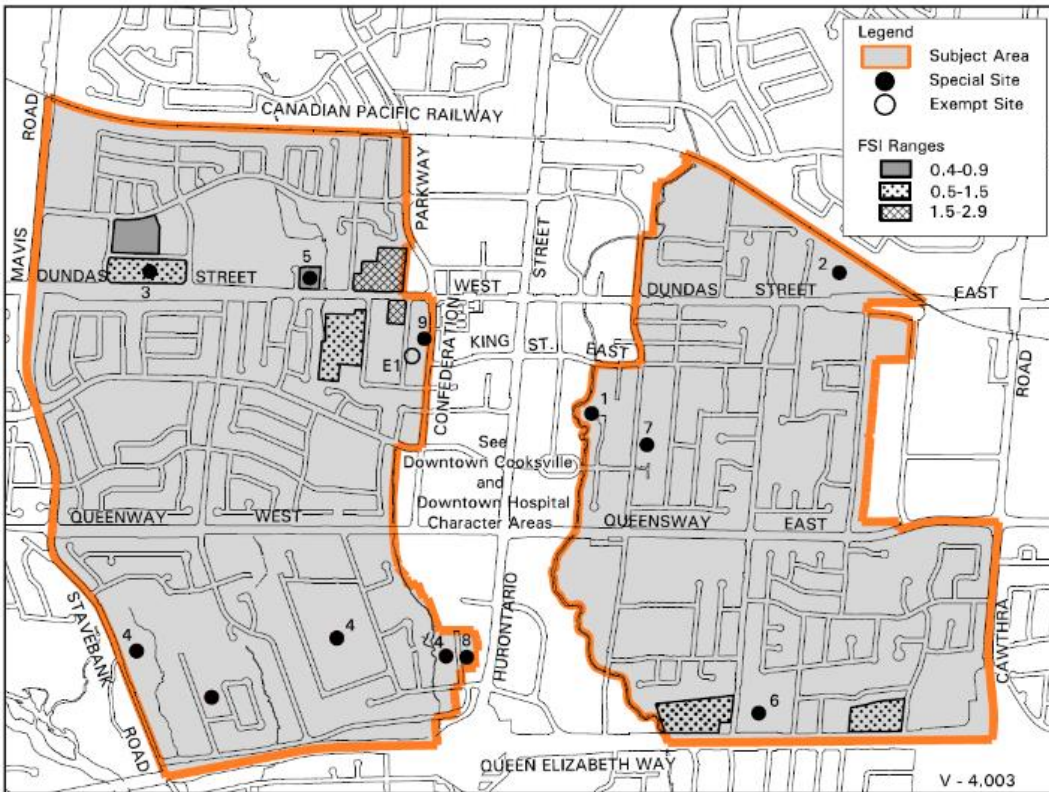 Legend
Subject Area
Special Site
Exempt Site
FSI Ranges
0.4-0.9
0.5-1.5
1.5-2.9
CANADIAN PACIFIC RAILWAY
ROAD
MAVIS
PARKWAY
CONFEDERATION
STREET
HURONTARIO
DUNDAS STREET WEST
3
5
9
E1
KING ST. EAST
DUNDAS STREET EAST
2
ROAD
CAWTHRA
1
7
See
Downtown Cooksville
and
Downtown Hospital
Character Areas
QUEENWAY WEST
QUEENSWAY EAST
STAVEBANK
ROAD
4
4
4
8
6
QUEEN ELIZABETH WAY
V - 4.003